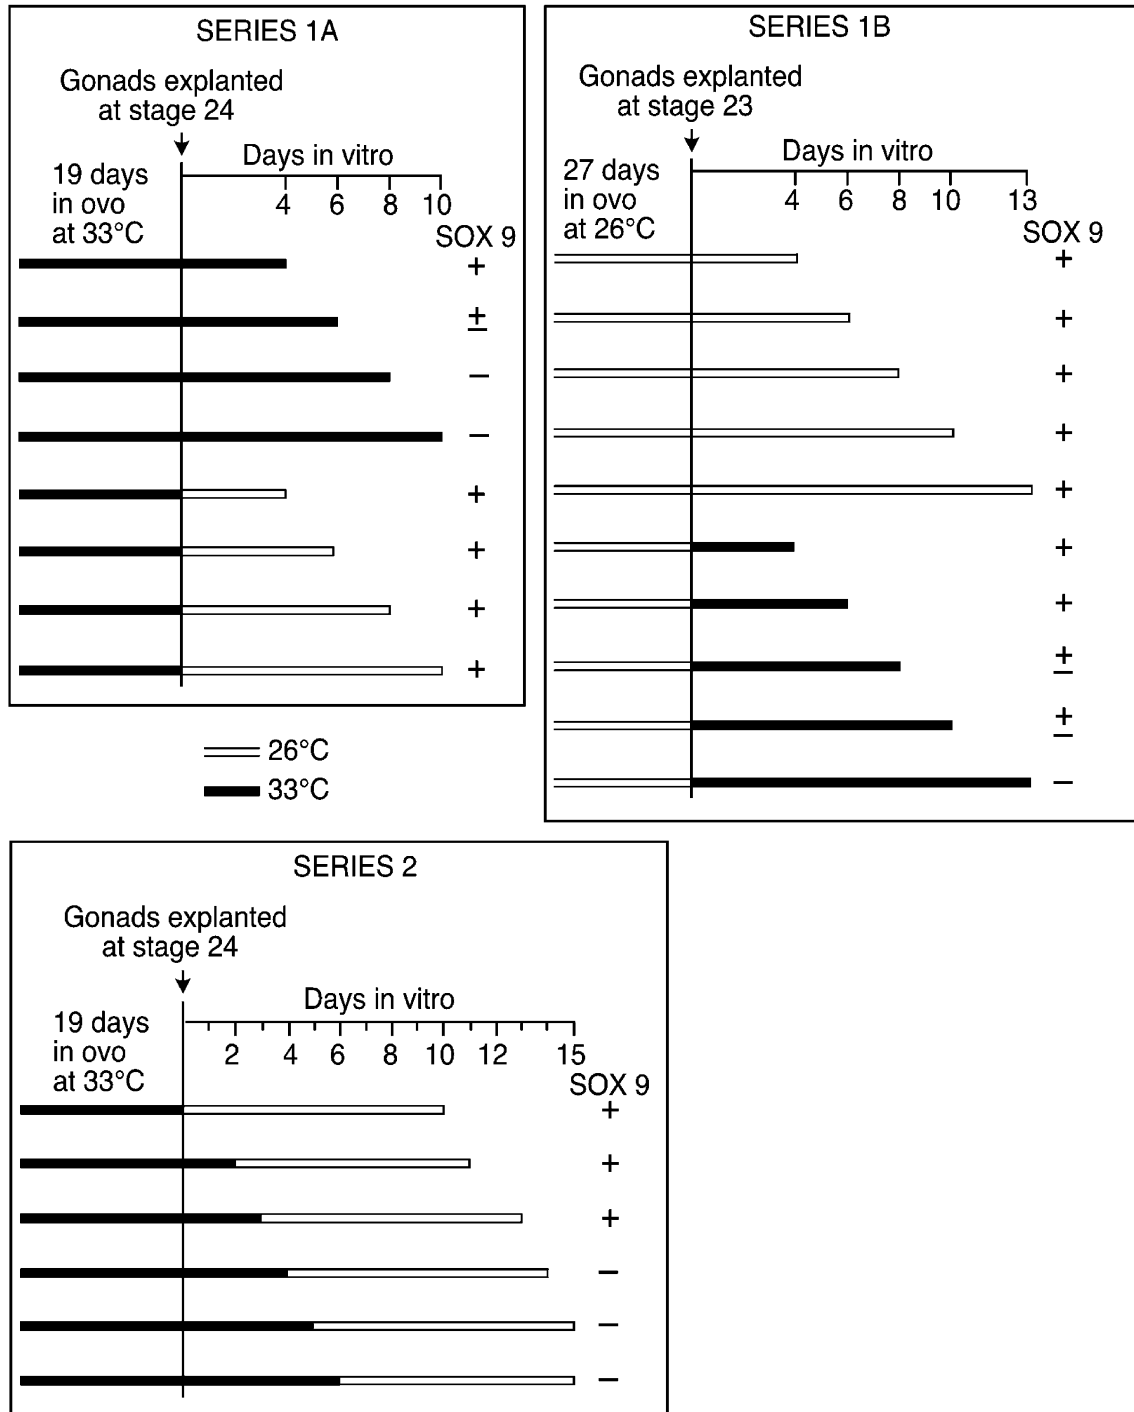 SERIES 1A
Gonads explanted
at stage 24
Days in vitro
19 days
in ovo
at 33°C
4 6 8 10
SOX 9
+
±
−
−
+
+
+
+
26°C
33°C
SERIES 1B
Gonads explanted
at stage 23
Days in vitro
27 days
in ovo
at 26°C
4 6 8 10 13
SOX 9
+
+
+
+
+
+
+
±
±
−
SERIES 2
Gonads explanted
at stage 24
Days in vitro
19 days
in ovo
at 33°C
2 4 6 8 10 12 15
SOX 9
+
+
+
−
−
−